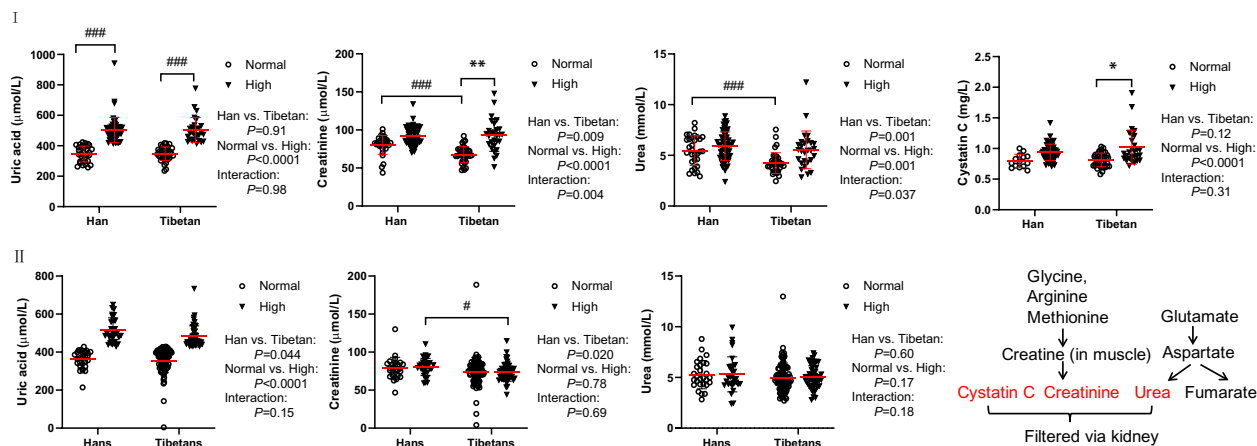 I
Uric acid (μmol/L)
1000
800
600
400
200
0
###
###
Han
Tibetan
Normal
High
Han vs. Tibetan:
P=0.91
Normal vs. High:
P<0.0001
Interaction:
P=0.98
Creatinine (μmol/L)
200
150
100
50
0
###
**
Han
Tibetan
Normal
High
Han vs. Tibetan:
P=0.009
Normal vs. High:
P<0.0001
Interaction:
P=0.004
Urea (mmol/L)
15
10
5
0
###
Han
Tibetan
Normal
High
Han vs. Tibetan:
P=0.001
Normal vs. High:
P=0.001
Interaction:
P=0.037
Cystatin C (mg/L)
2.5
2.0
1.5
1.0
0.5
0.0
*
Han
Tibetan
Normal
High
Han vs. Tibetan:
P=0.12
Normal vs. High:
P<0.0001
Interaction:
P=0.31
II
Uric acid (μmol/L)
800
600
400
200
0
Hans
Tibetans
Normal
High
Han vs. Tibetan:
P=0.044
Normal vs. High:
P<0.0001
Interaction:
P=0.15
Creatinine (μmol/L)
200
150
100
50
0
#
Hans
Tibetans
Normal
High
Han vs. Tibetan:
P=0.020
Normal vs. High:
P=0.78
Interaction:
P=0.69
Urea (mmol/L)
15
10
5
0
Hans
Tibetans
Normal
High
Han vs. Tibetan:
P=0.60
Normal vs. High:
P=0.17
Interaction:
P=0.18
Glycine,
Arginine
Methionine
Glutamate
Creatine (in muscle)
Aspartate
Cystatin C Creatinine Urea Fumarate
Filtered via kidney